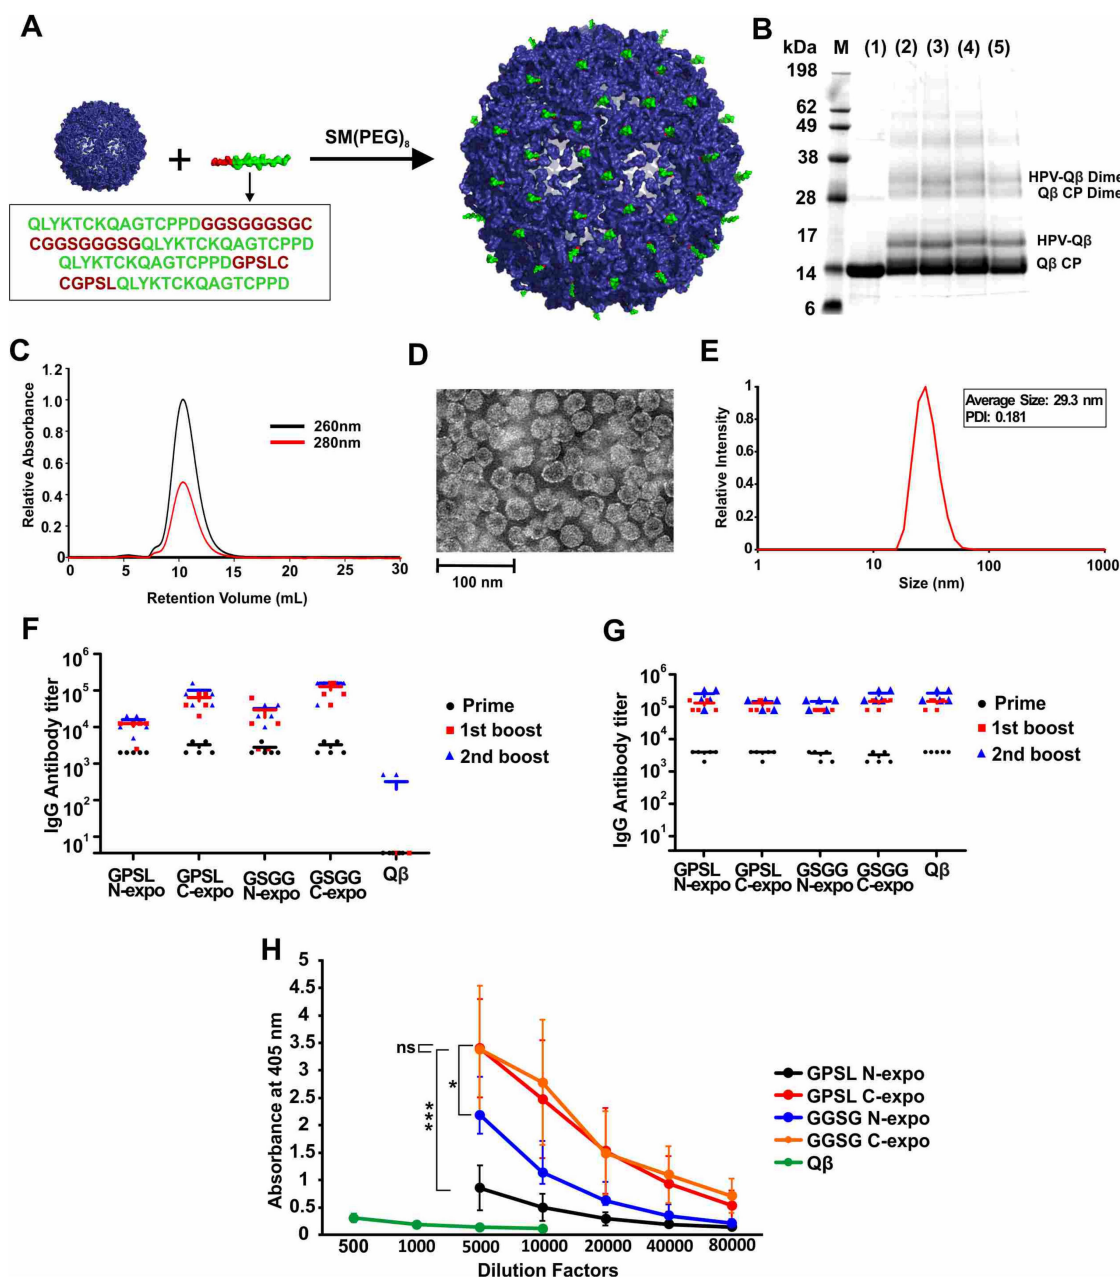 A
SM(PEG)8
QLYKTCKQAGTCPPDGGSGGGSGC
CGGSGGGSGQLYKTCKQAGTCPPD
QLYKTCKQAGTCPPDGPSLC
CGPSLQLYKTCKQAGTCPPD
B
kDa M (1) (2) (3) (4) (5)
198
62
49
38
28
17
14
6
HPV-Qβ Dime
Qβ CP Dime
HPV-Qβ
Qβ CP
C
Relative Absorbance
1.2
1.0
0.8
0.6
0.4
0.2
0
0 5 10 15 20 25 30
Retention Volume (mL)
260nm
280nm
D
100 nm
E
Relative Intensity
1
0.8
0.6
0.4
0.2
0
1 10 100 1000
Size (nm)
Average Size: 29.3 nm
PDI: 0.181
F
IgG Antibody titer
10^6
10^5
10^4
10^3
10^2
10^1
GPSL N-expo
GPSL C-expo
GSGG N-expo
GSGG C-expo
Qβ
Prime
1st boost
2nd boost
G
IgG Antibody titer
10^6
10^5
10^4
10^3
10^2
10^1
GPSL N-expo
GPSL C-expo
GSGG N-expo
GSGG C-expo
Qβ
Prime
1st boost
2nd boost
H
Absorbance at 405 nm
5
4.5
4
3.5
3
2.5
2
1.5
1
0.5
0
ns
*
***
500 1000 5000 10000 20000 40000 80000
Dilution Factors
GPSL N-expo
GPSL C-expo
GGSG N-expo
GGSG C-expo
Qβ